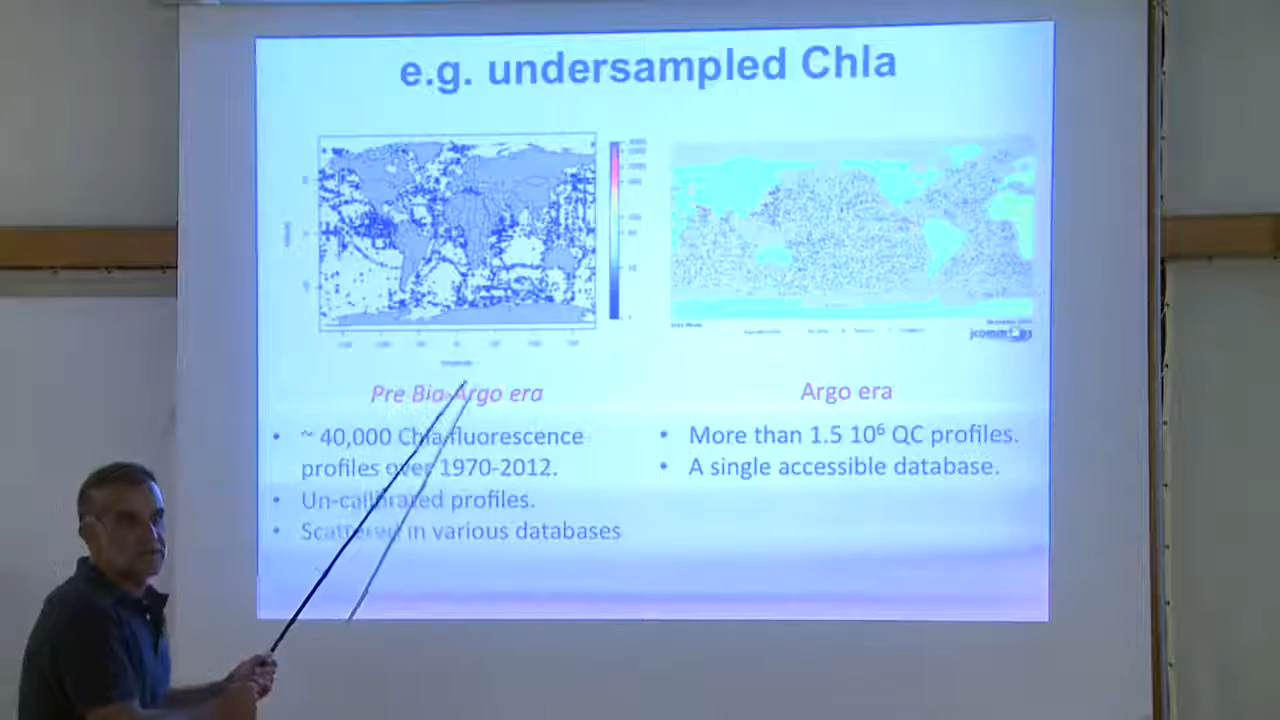 e.g. undersampled Chla
jcommops
Pre Bio-Argo era
Argo era
• ~ 40,000 Chla fluorescence
profiles over 1970-2012.
• Un-calibrated profiles.
• Scattered in various databases
• More than 1.5 10⁶ QC profiles.
• A single accessible database.